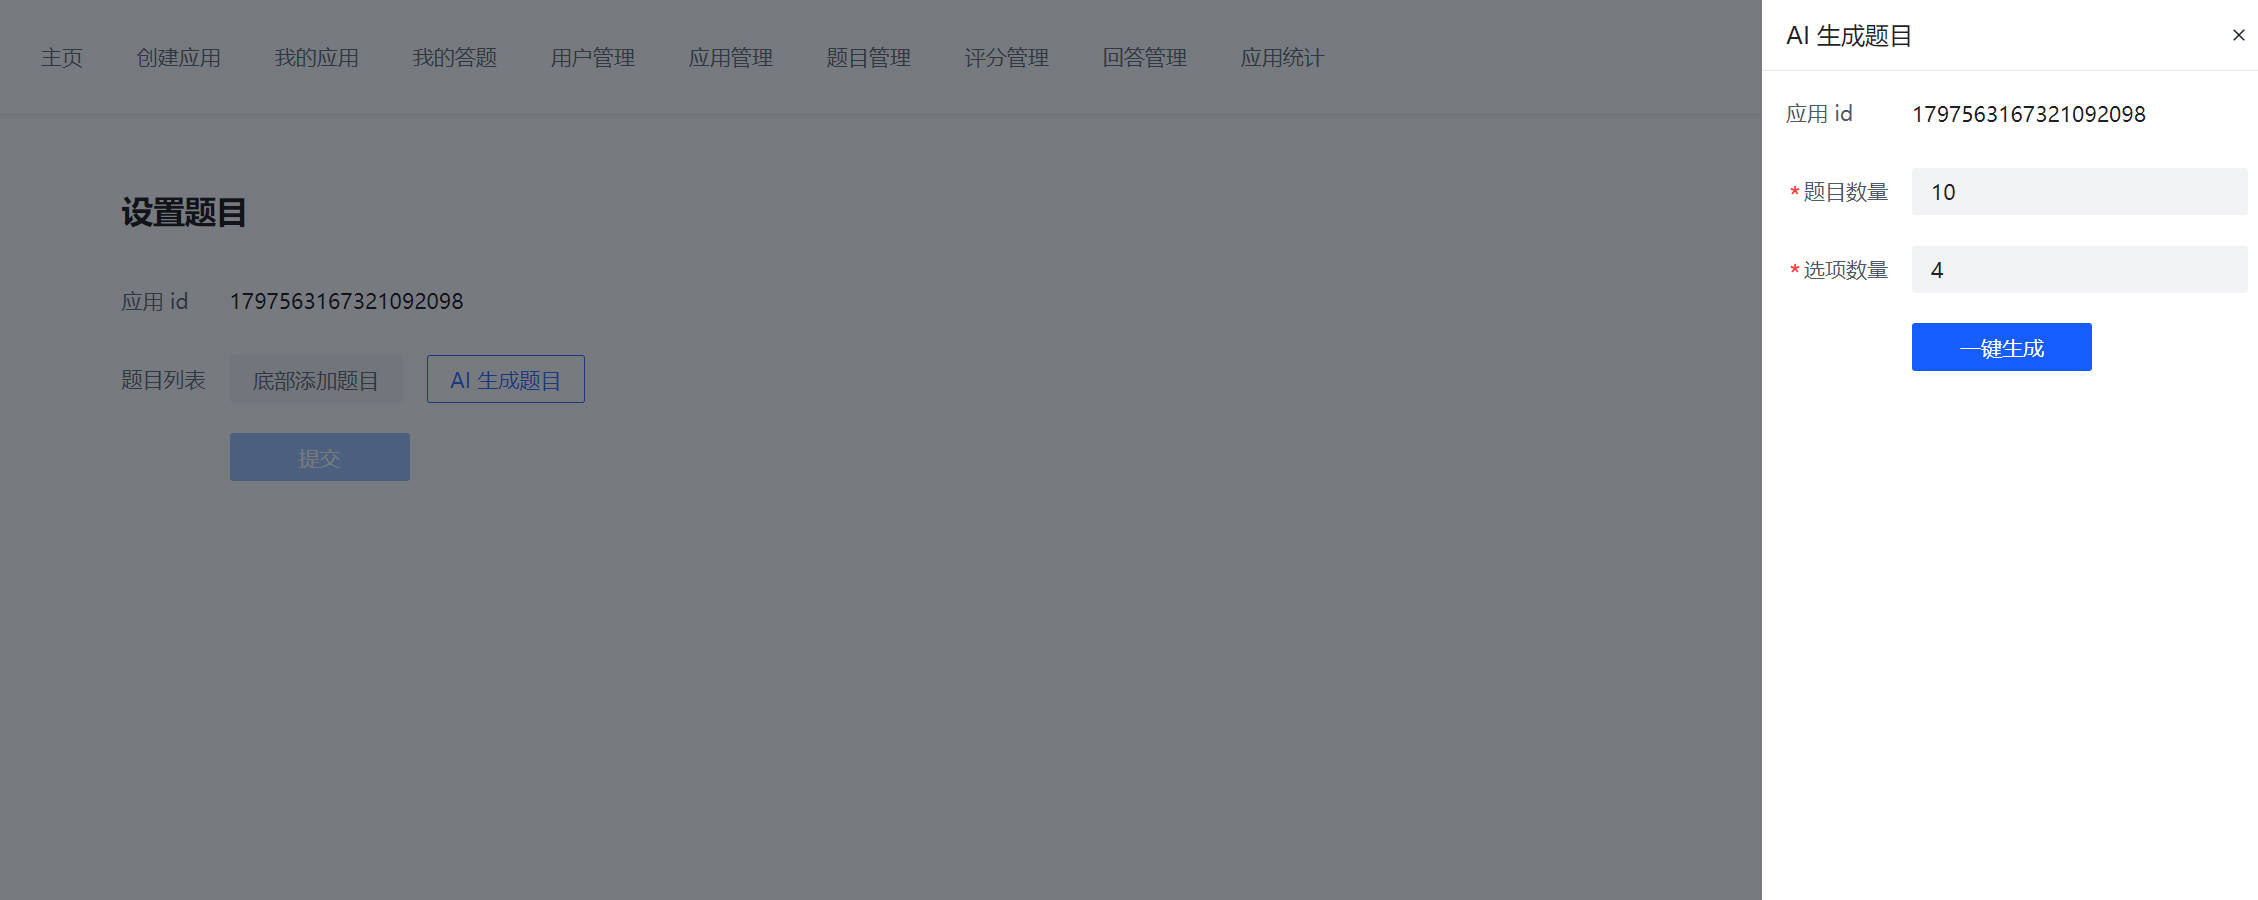 主页 创建应用 我的应用 我的答题 用户管理 应用管理 题目管理 评分管理 回答管理 应用统计
设置题目
应用 id 1797563167321092098
题目列表 底部添加题目 AI 生成题目
提交
AI 生成题目 ×
应用 id 1797563167321092098
*题目数量 10
*选项数量 4
一键生成